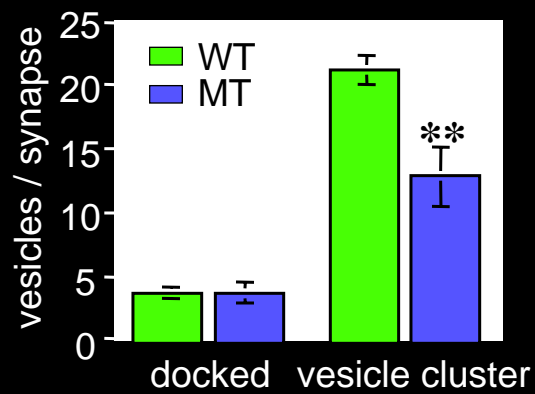 vesicles / synapse
25
20
15
10
5
0
WT
MT
**
docked
vesicle cluster